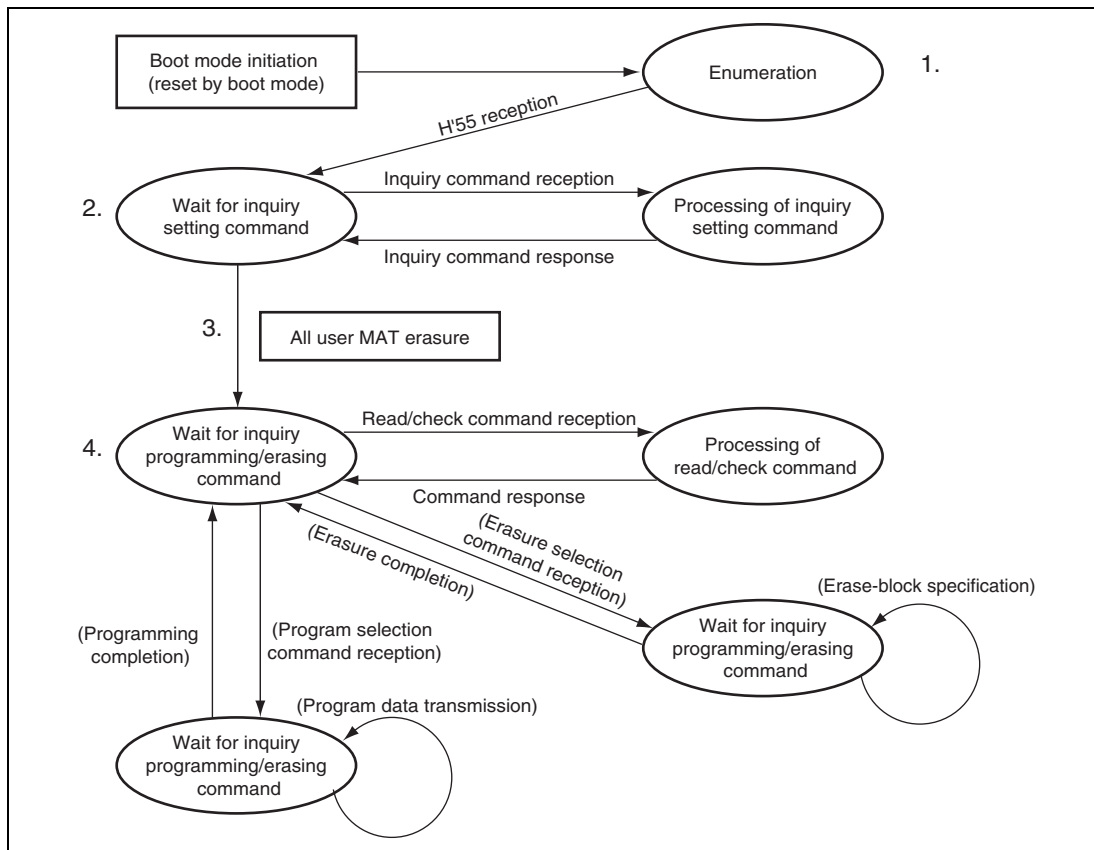 Boot mode initiation
(reset by boot mode)
Enumeration
1.
H'55 reception
2.
Wait for inquiry
setting command
Inquiry command reception
Inquiry command response
Processing of inquiry
setting command
3.
All user MAT erasure
4.
Wait for inquiry
programming/erasing
command
Read/check command reception
Command response
Processing of
read/check command
(Erasure selection
command reception)
(Erasure completion)
(Erase-block specification)
Wait for inquiry
programming/erasing
command
(Programming
completion)
(Program selection
command reception)
(Program data transmission)
Wait for inquiry
programming/erasing
command